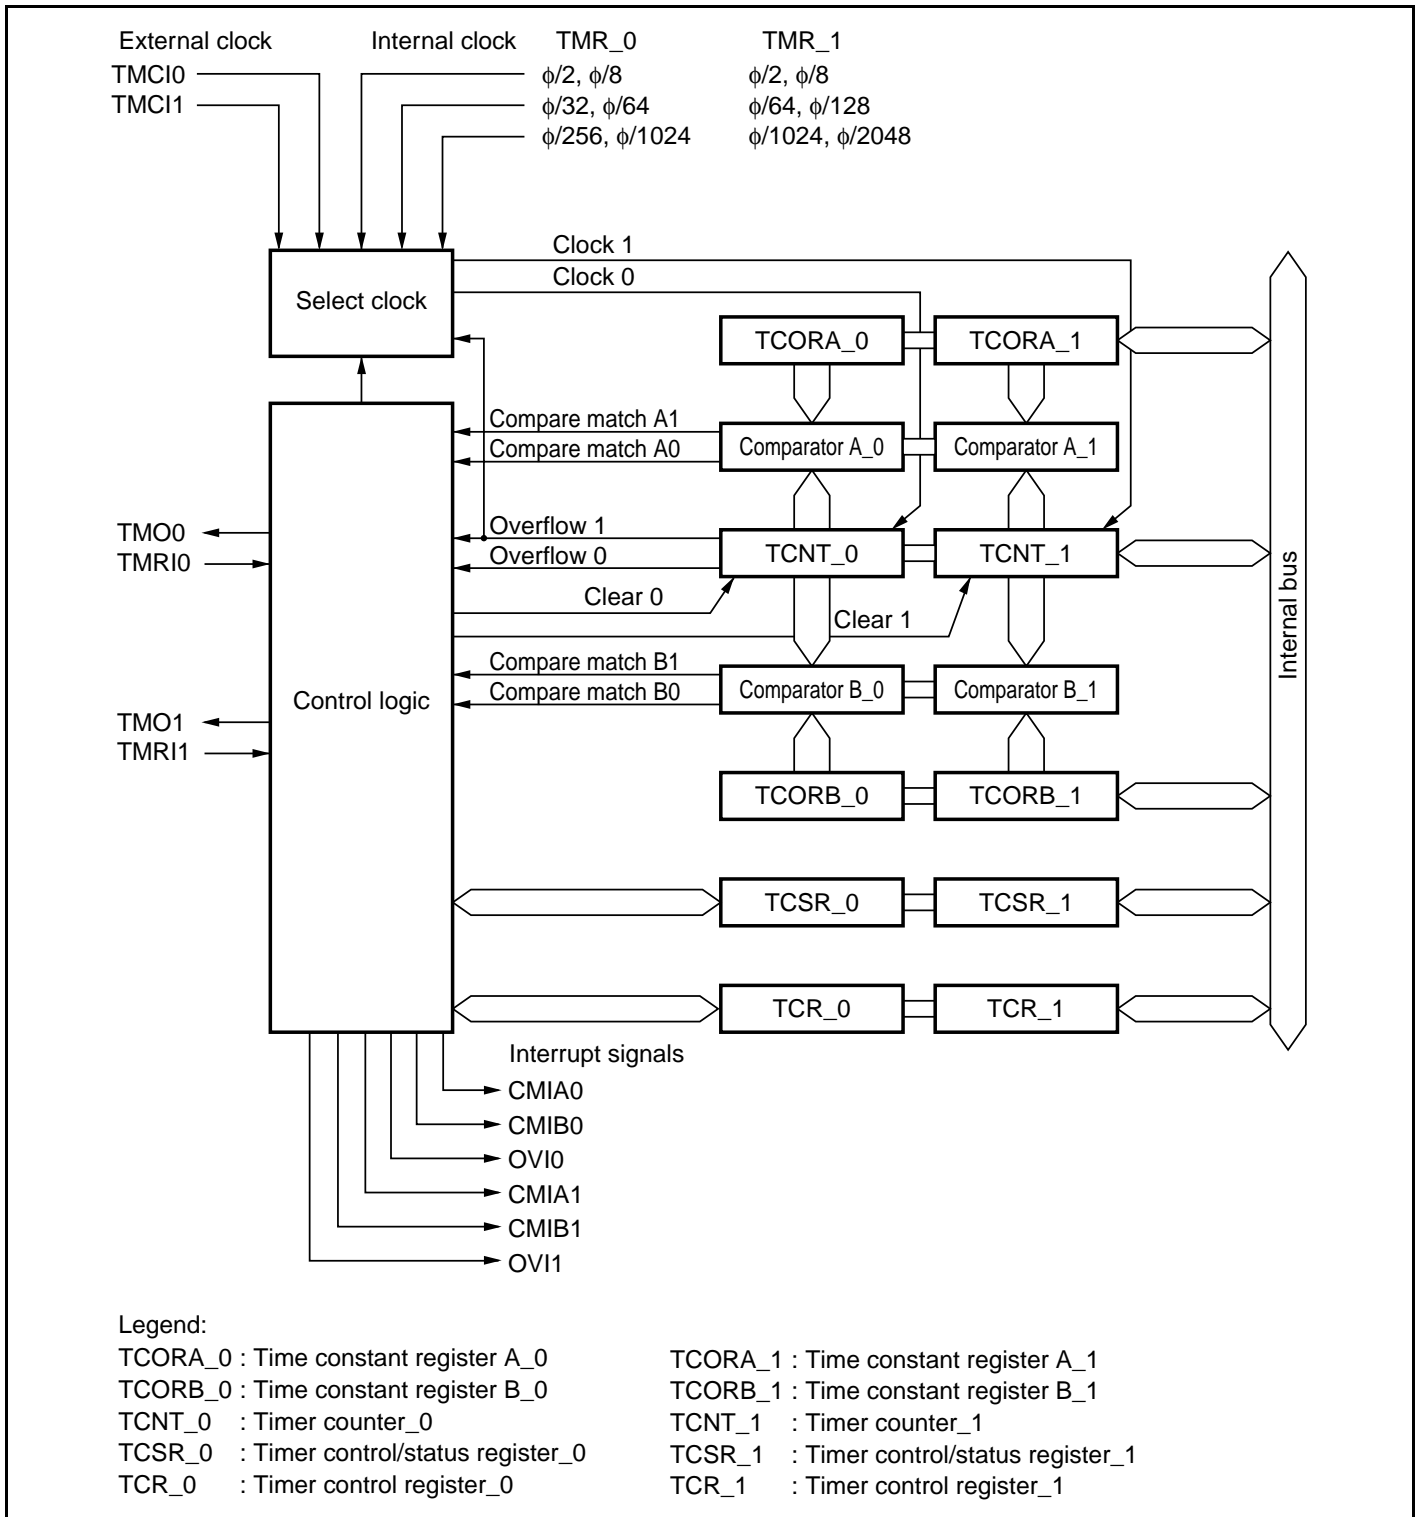 External clock Internal clock TMR_0 TMR_1
TMCI0 ϕ/2, ϕ/8 ϕ/2, ϕ/8
TMCI1 ϕ/32, ϕ/64 ϕ/64, ϕ/128
ϕ/256, ϕ/1024 ϕ/1024, ϕ/2048
Clock 1
Clock 0
Select clock
TCORA_0 TCORA_1
Compare match A1
Compare match A0
Comparator A_0 Comparator A_1
TMO0
TMRI0
Overflow 1
Overflow 0
TCNT_0 TCNT_1
Clear 0
Clear 1
Internal bus
Compare match B1
Compare match B0
Comparator B_0 Comparator B_1
Control logic
TMO1
TMRI1
TCORB_0 TCORB_1
TCSR_0 TCSR_1
TCR_0 TCR_1
Interrupt signals
CMIA0
CMIB0
OVI0
CMIA1
CMIB1
OVI1
Legend:
TCORA_0 : Time constant register A_0 TCORA_1 : Time constant register A_1
TCORB_0 : Time constant register B_0 TCORB_1 : Time constant register B_1
TCNT_0 : Timer counter_0 TCNT_1 : Timer counter_1
TCSR_0 : Timer control/status register_0 TCSR_1 : Timer control/status register_1
TCR_0 : Timer control register_0 TCR_1 : Timer control register_1